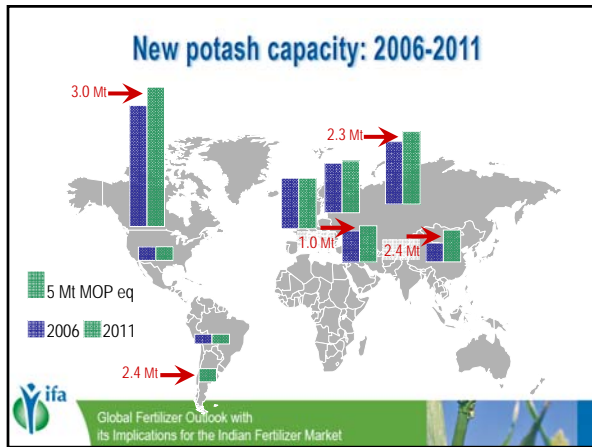 New potash capacity: 2006-2011
3.0 Mt
2.3 Mt
1.0 Mt
2.4 Mt
5 Mt MOP eq
2006 2011
2.4 Mt
ifa
Global Fertilizer Outlook with
its Implications for the Indian Fertilizer Market